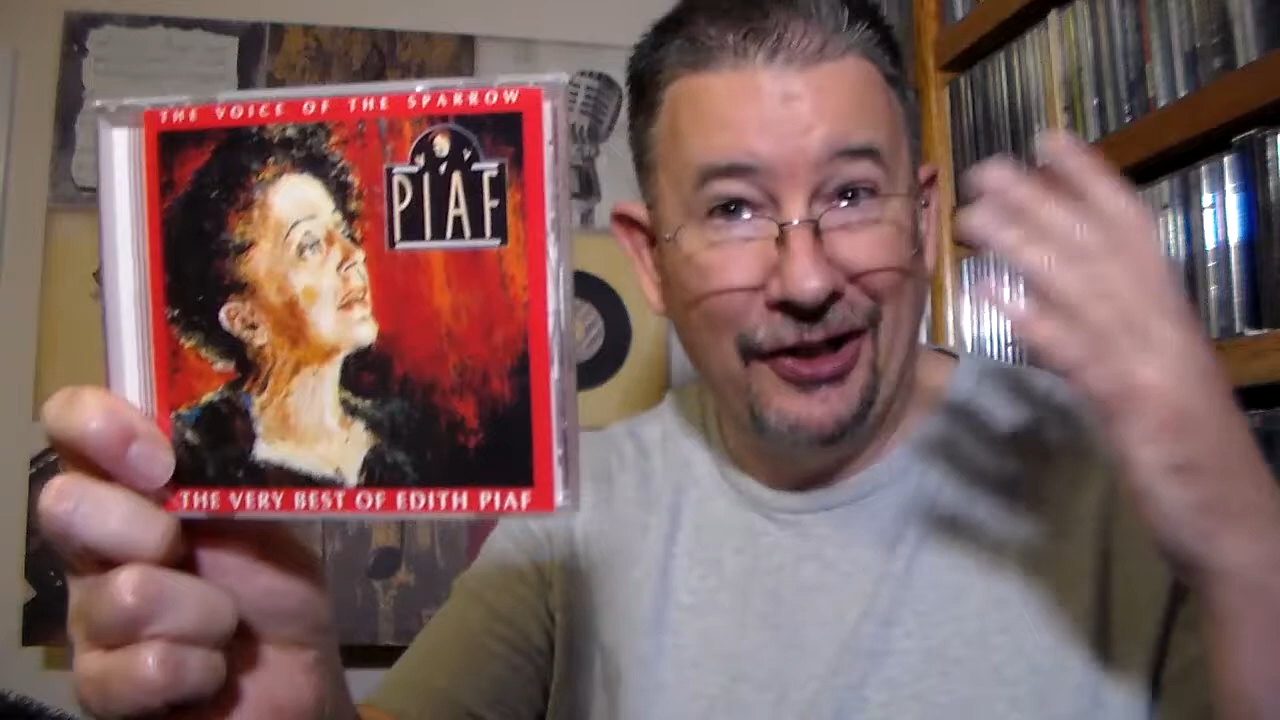 THE VOICE OF THE SPARROW
PIAF
THE VERY BEST OF EDITH PIAF